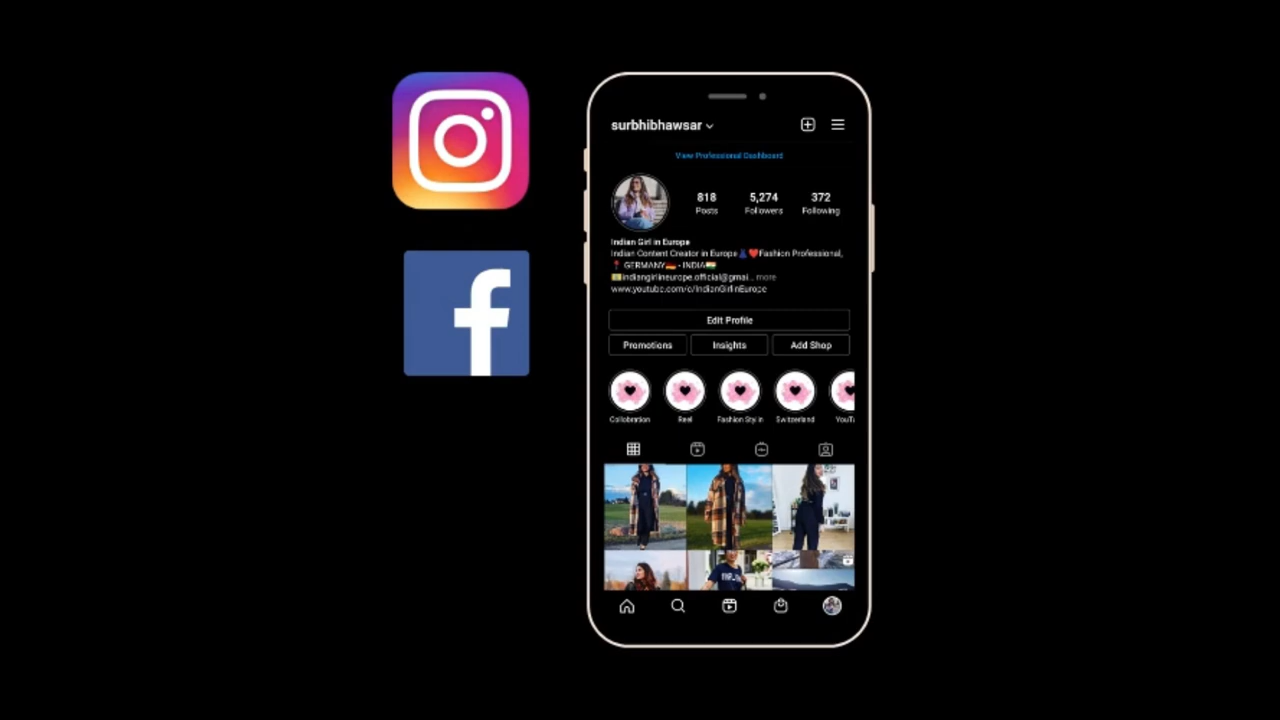 surbhibhawsar
View Professional Dashboard
818 5,274 372
Posts Followers Following
Indian Girl in Europe
Indian Content Creator in Europe👗❤️Fashion Professional,
📍 GERMANY🇩🇪 - INDIA🇮🇳
📧indiangirlineurope.official@gmai... more
www.youtube.com/c/IndianGirlinEurope
Edit Profile
Promotions Insights Add Shop
Collobration Reel Fashion Styl in Switzerland YouTu